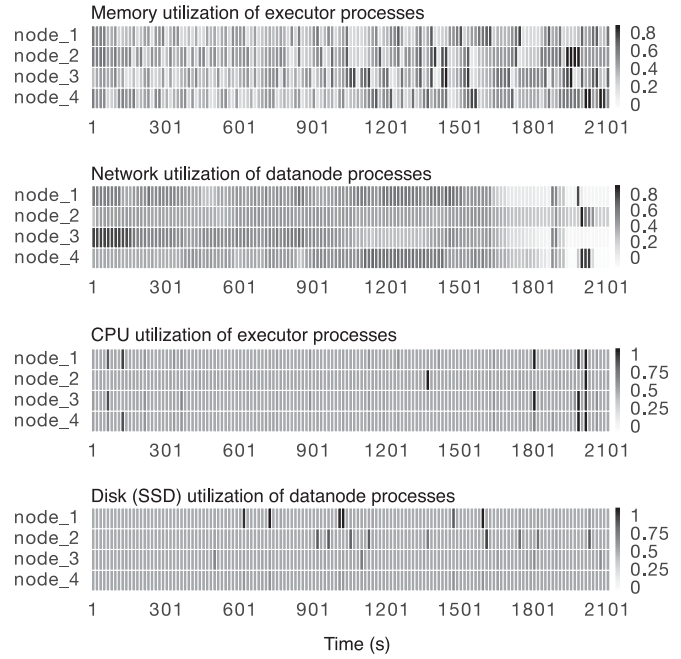 Memory utilization of executor processes
node_1
node_2
node_3
node_4
0.8
0.6
0.4
0.2
0
1 301 601 901 1201 1501 1801 2101
Network utilization of datanode processes
node_1
node_2
node_3
node_4
0.8
0.6
0.4
0.2
0
1 301 601 901 1201 1501 1801 2101
CPU utilization of executor processes
node_1
node_2
node_3
node_4
1
0.75
0.5
0.25
0
1 301 601 901 1201 1501 1801 2101
Disk (SSD) utilization of datanode processes
node_1
node_2
node_3
node_4
1
0.75
0.5
0.25
0
1 301 601 901 1201 1501 1801 2101
Time (s)